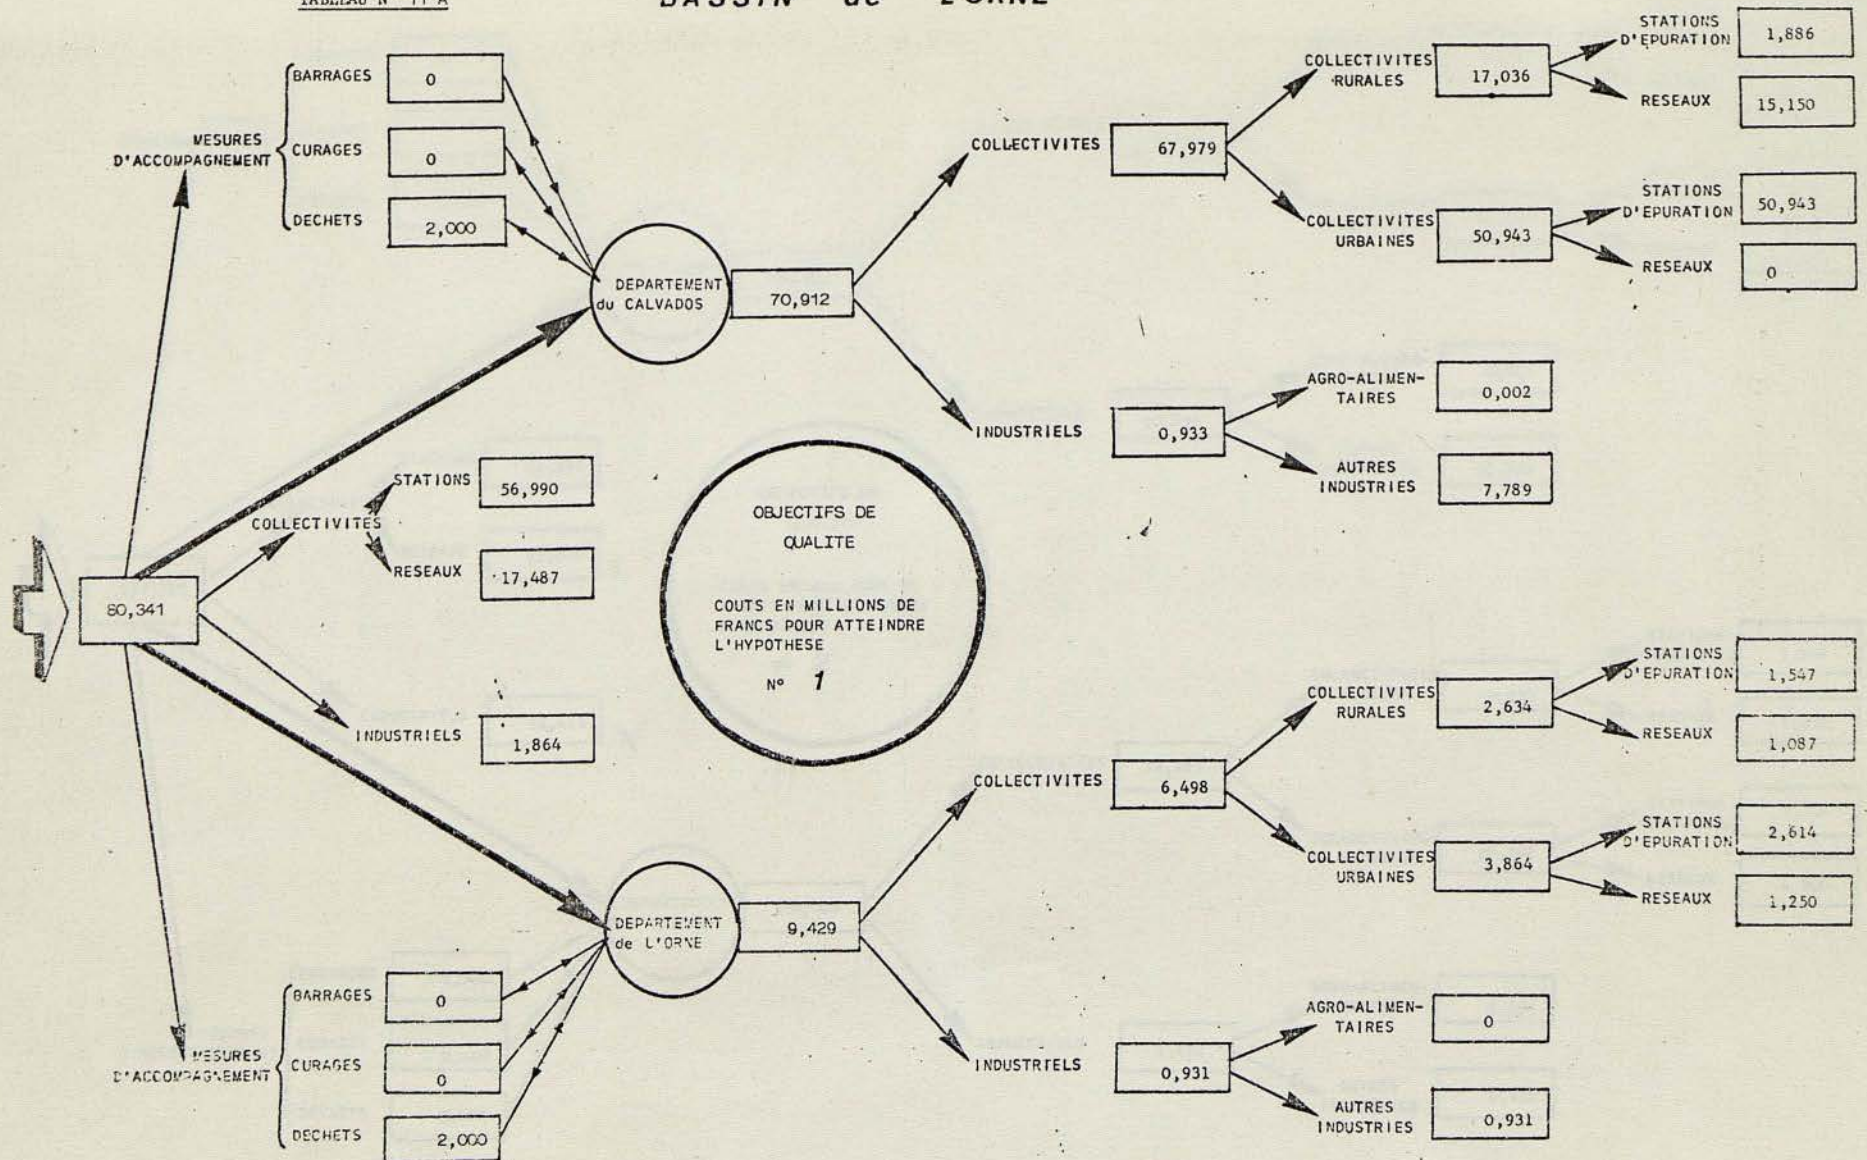 TABLEAU N° 11 A
BASSIN de L'ORNE
MESURES
D'ACCOMPAGNEMENT
BARRAGES 0
CURAGES 0
DECHETS 2,000
DEPARTEMENT
du CALVADOS
70,912
COLLECTIVITES 67,979
COLLECTIVITES
RURALES
17,036
STATIONS
D'EPURATION
1,886
RESEAUX 15,150
COLLECTIVITES
URBAINES
50,943
STATIONS
D'EPURATION
50,943
RESEAUX 0
INDUSTRIELS 0,933
AGRO-ALIMEN-
TAIRES
0,002
AUTRES
INDUSTRIES
7,789
80,341
COLLECTIVITES
STATIONS 56,990
RESEAUX 17,487
INDUSTRIELS 1,864
OBJECTIFS DE
QUALITE
COUTS EN MILLIONS DE
FRANCS POUR ATTEINDRE
L'HYPOTHESE
N° 1
DEPARTEMENT
de L'ORNE
9,429
COLLECTIVITES 6,498
COLLECTIVITES
RURALES
2,634
STATIONS
D'EPURATION
1,547
RESEAUX 1,087
COLLECTIVITES
URBAINES
3,864
STATIONS
D'EPURATION
2,614
RESEAUX 1,250
INDUSTRIELS 0,931
AGRO-ALIMEN-
TAIRES
0
AUTRES
INDUSTRIES
0,931
MESURES
D'ACCOMPAGNEMENT
BARRAGES 0
CURAGES 0
DECHETS 2,000